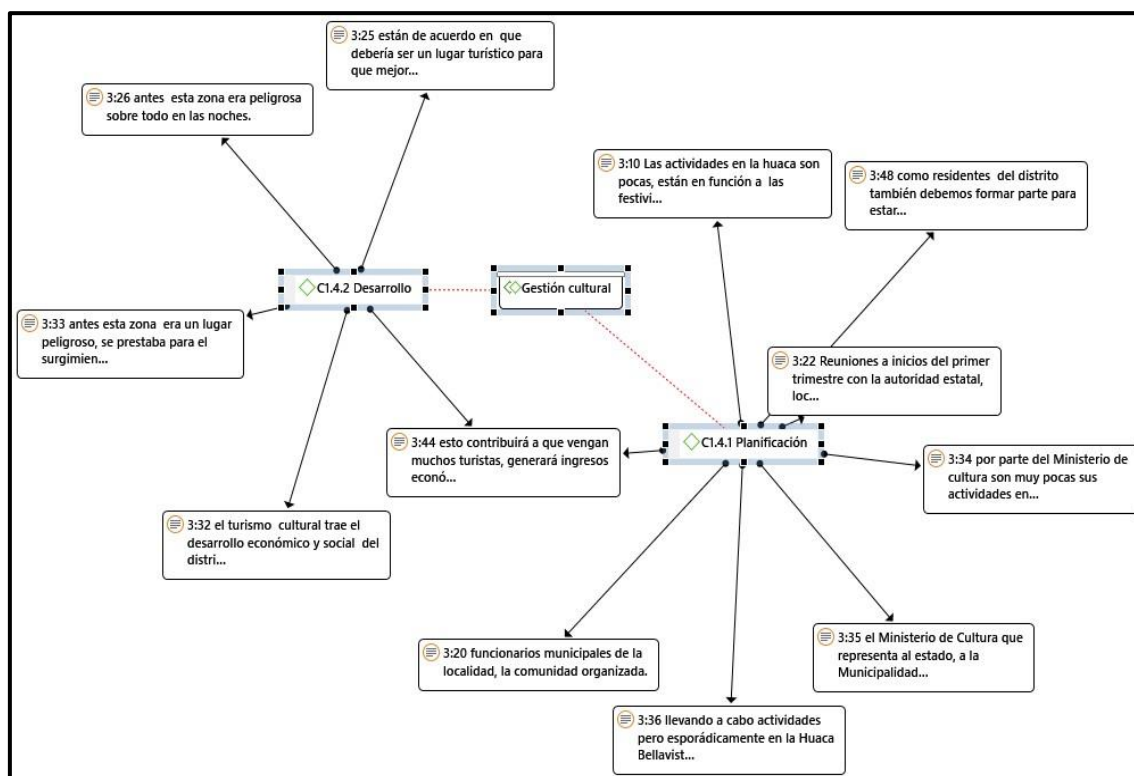 3:25 están de acuerdo en que
debería ser un lugar turístico para
que mejor...
3:26 antes esta zona era peligrosa
sobre todo en las noches.
3:10 Las actividades en la huaca son
pocas, están en función a las
festivi...
3:48 como residentes del distrito
también debemos formar parte para
estar...
C1.4.2 Desarrollo
Gestión cultural
3:33 antes esta zona era un lugar
peligroso, se prestaba para el
surgimien...
3:22 Reuniones a inicios del primer
trimestre con la autoridad estatal,
loc...
3:44 esto contribuirá a que vengan
muchos turistas, generará ingresos
econó...
C1.4.1 Planificación
3:34 por parte del Ministerio de
cultura son muy pocas sus
actividades en...
3:32 el turismo cultural trae el
desarrollo económico y social del
distri...
3:20 funcionarios municipales de la
localidad, la comunidad organizada.
3:35 el Ministerio de Cultura que
representa al estado, a la
Municipalidad...
3:36 llevando a cabo actividades
pero esporádicamente en la Huaca
Bellavist...